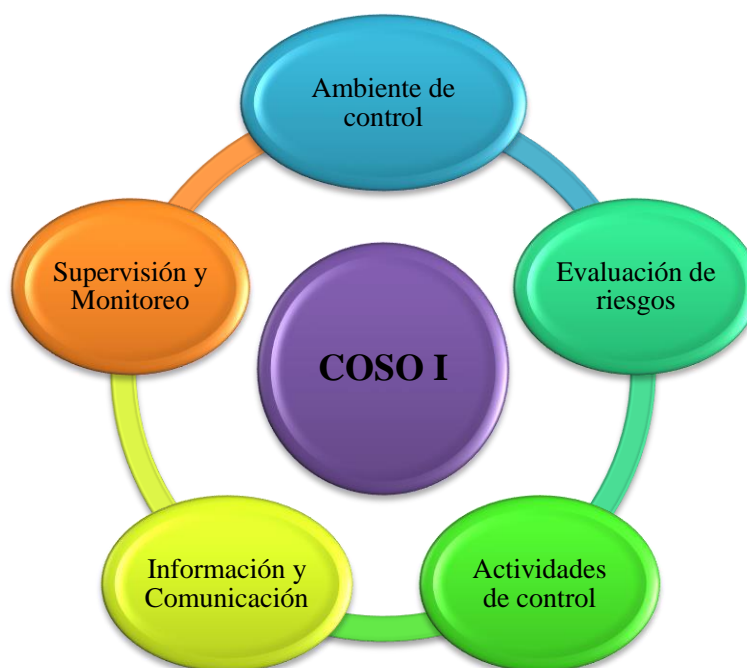 Ambiente de
control
Evaluación de
riesgos
Actividades
de control
Información y
Comunicación
Supervisión y
Monitoreo
COSO I